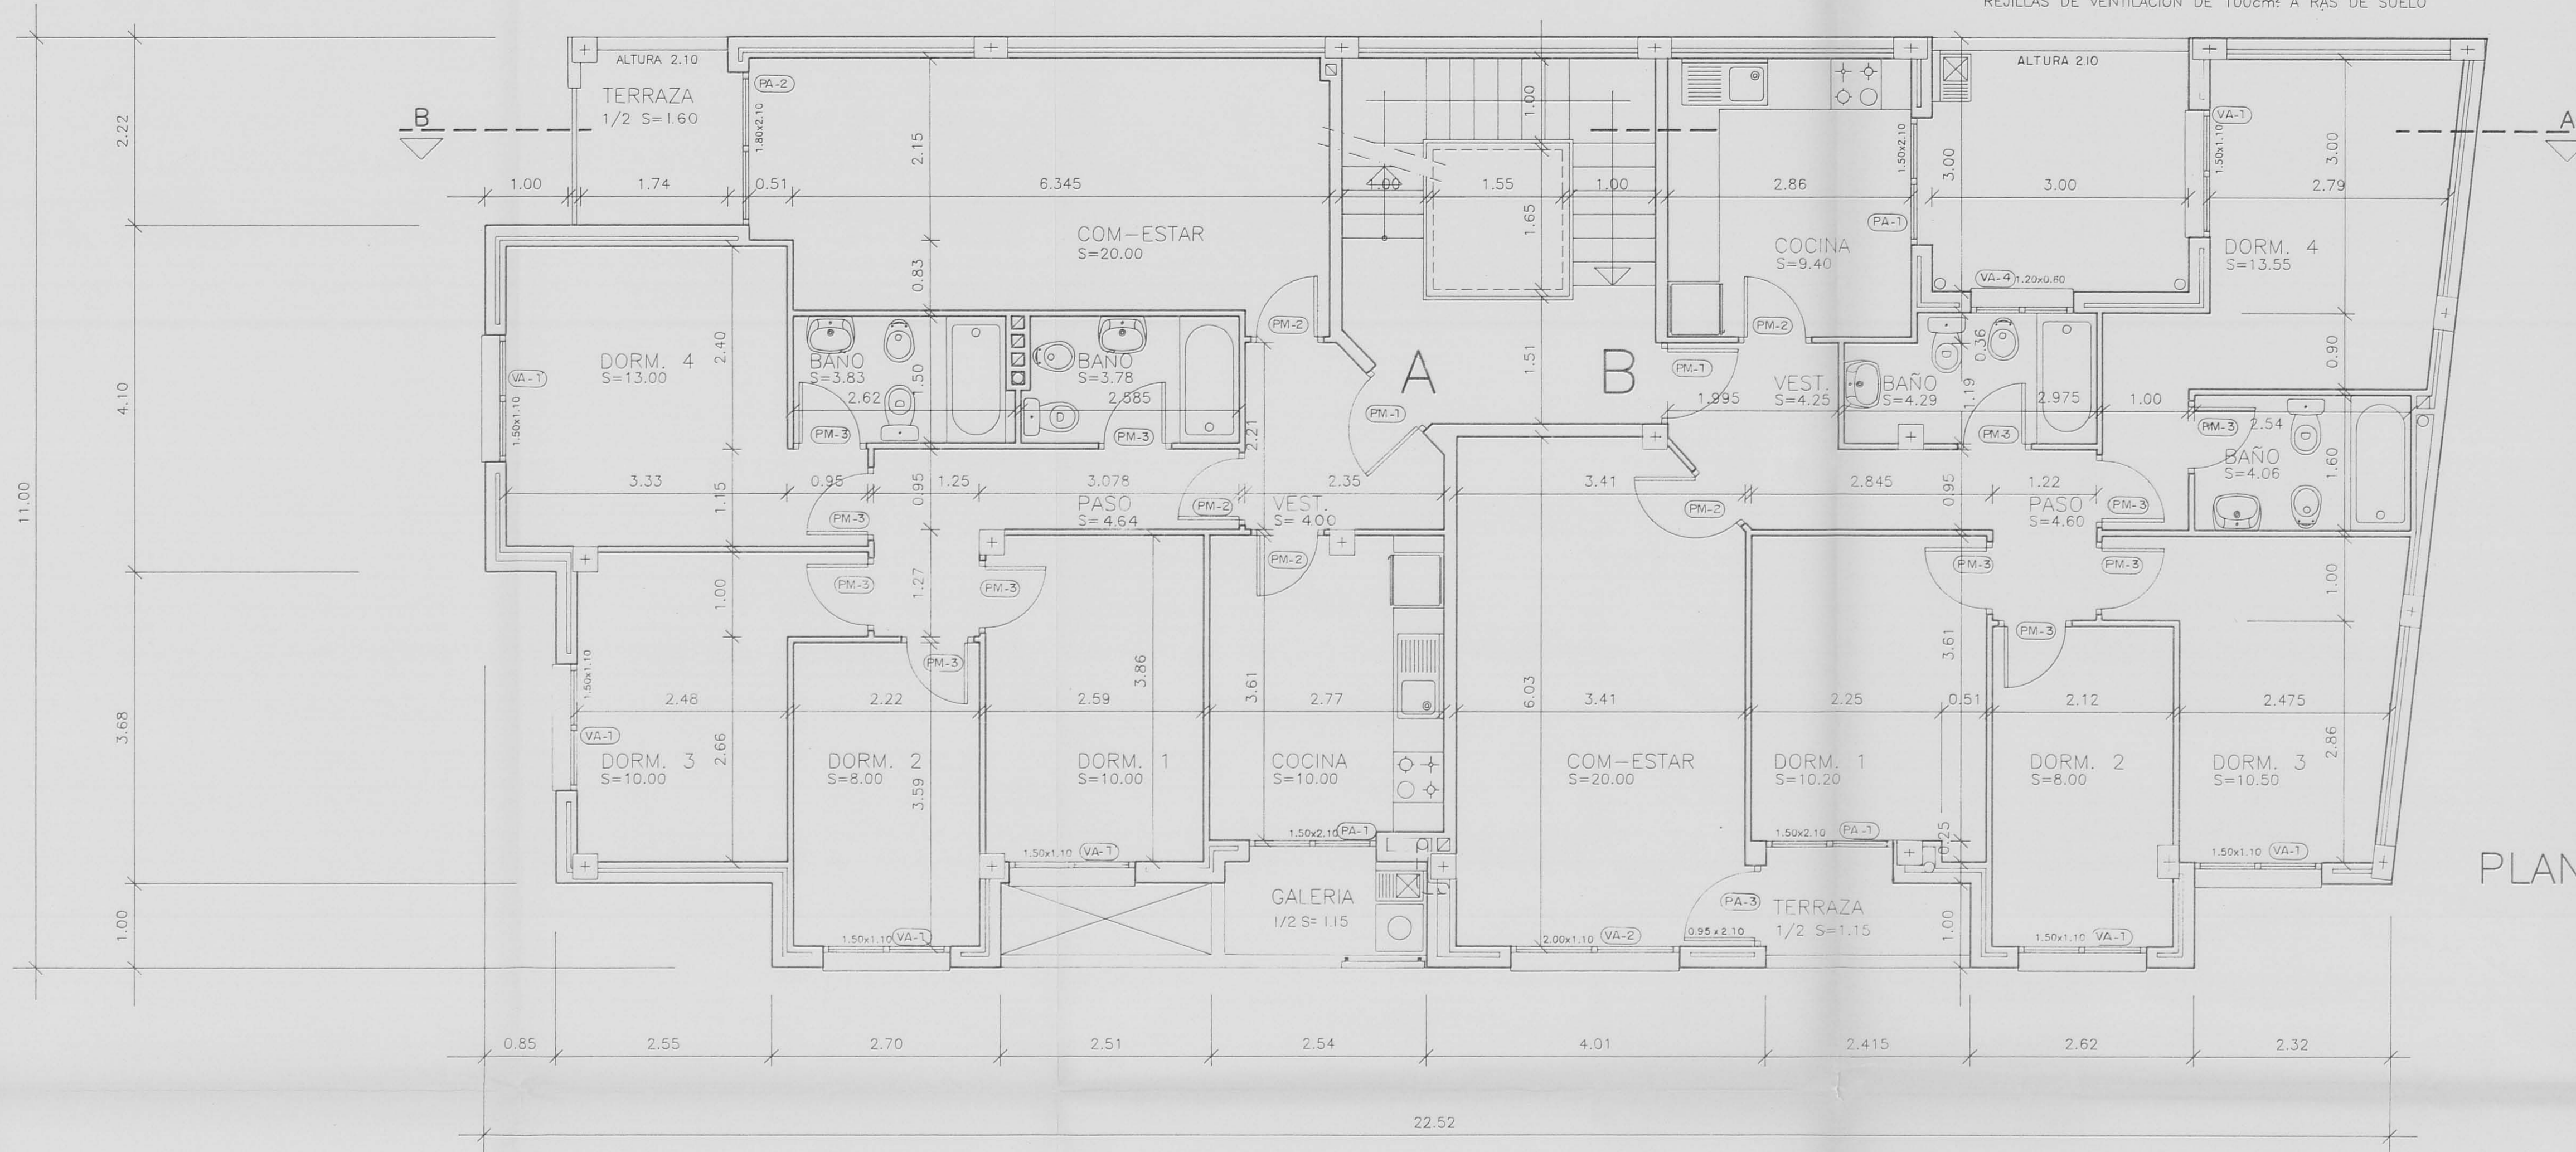 REJILLAS DE VENTILACION DE 100cm² A RAS DE SUELO
ALTURA 2.10
TERRAZA
1/2 S=1.60
PA-2
1.80x2.10
B
2.22
1.00
1.74
0.51
6.345
2.15
0.83
COM-ESTAR
S=20.00
1.00
1.55
1.00
1.00
1.65
2.86
COCINA
S=9.40
1.50x2.10
PA-1
ALTURA 2.10
3.00
3.00
VA-4
1.20x0.60
VA-1
1.50x1.10
3.00
2.79
A
DORM. 4
S=13.55
0.90
11.00
4.10
VA-1
1.50x1.10
DORM. 4
S=13.00
2.40
BAÑO
S=3.83
1.50
2.62
PM-3
BAÑO
S=3.78
2.585
PM-3
PM-2
2.21
A
PM-1
1.51
B
PM-1
1.995
PM-2
VEST.
S=4.25
BAÑO
S=4.29
0.36
1.19
2.975
PM-3
1.00
PM-3
2.54
BAÑO
S=4.06
1.60
3.33
1.15
0.95
PM-3
0.95
1.25
3.078
PASO
S= 4.64
PM-2
VEST.
S= 4.00
2.35
3.41
PM-2
2.845
0.95
1.22
PASO
S=4.60
PM-3
1.00
PM-3
1.27
PM-3
PM-2
PM-3
PM-3
1.00
PM-3
PM-3
3.68
1.50x1.10
VA-1
2.48
2.66
DORM. 3
S=10.00
2.22
DORM. 2
S=8.00
3.59
2.59
3.86
DORM. 1
S=10.00
3.61
2.77
COCINA
S=10.00
6.03
3.41
COM-ESTAR
S=20.00
2.25
3.61
0.51
DORM. 1
S=10.20
2.12
DORM. 2
S=8.00
2.475
2.86
DORM. 3
S=10.50
1.50x1.10
VA-1
1.50x2.10
PA-1
1.50x2.10
PA-1
0.25
1.50x1.10
VA-1
PLAN
1.00
1.50x1.10
VA-1
GALERIA
1/2 S= 1.15
2.00x1.10
VA-2
PA-3
0.95x2.10
TERRAZA
1/2 S=1.15
1.00
1.50x1.10
VA-1
0.85
2.55
2.70
2.51
2.54
4.01
2.415
2.62
2.32
22.52